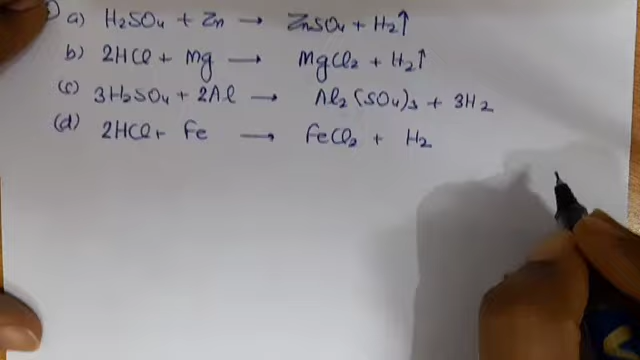 a) H₂SO₄ + Zn → ZnSO₄ + H₂↑
b) 2HCl + Mg → MgCl₂ + H₂↑
(c) 3H₂SO₄ + 2Al → Al₂(SO₄)₃ + 3H₂
(d) 2HCl + Fe → FeCl₂ + H₂